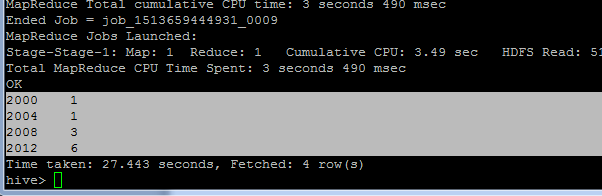 MapReduce Total cumulative CPU time: 3 seconds 490 msec
Ended Job = job_1513659444931_0009
MapReduce Jobs Launched:
Stage-Stage-1: Map: 1  Reduce: 1   Cumulative CPU: 3.49 sec   HDFS Read: 51
Total MapReduce CPU Time Spent: 3 seconds 490 msec
OK
2000    1
2004    1
2008    3
2012    6
Time taken: 27.443 seconds, Fetched: 4 row(s)
hive>